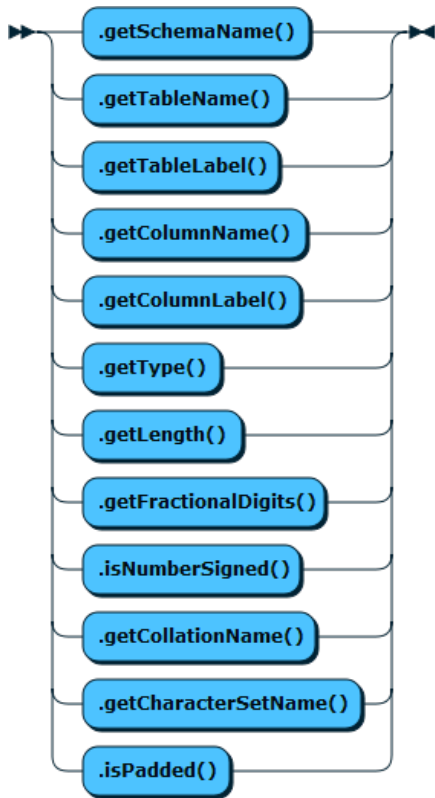 .getSchemaName()
.getTableName()
.getTableLabel()
.getColumnName()
.getColumnLabel()
.getType()
.getLength()
.getFractionalDigits()
.isNumberSigned()
.getCollationName()
.getCharacterSetName()
.isPadded()